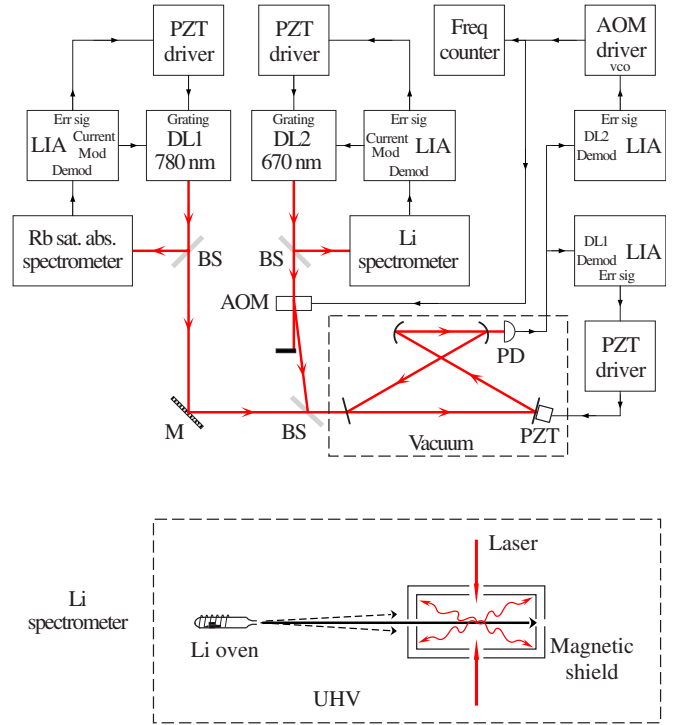 PZT
driver
PZT
driver
Freq
counter
AOM
driver
vco
Err sig
LIA
Current
Mod
Demod
Grating
DL1
780 nm
Grating
DL2
670 nm
Err sig
Current
Mod
LIA
Demod
Err sig
DL2
Demod
LIA
Rb sat. abs.
spectrometer
BS
BS
Li
spectrometer
DL1
Demod
LIA
Err sig
AOM
PD
PZT
driver
M
BS
Vacuum
PZT
Li
spectrometer
Laser
Li oven
Magnetic
shield
UHV